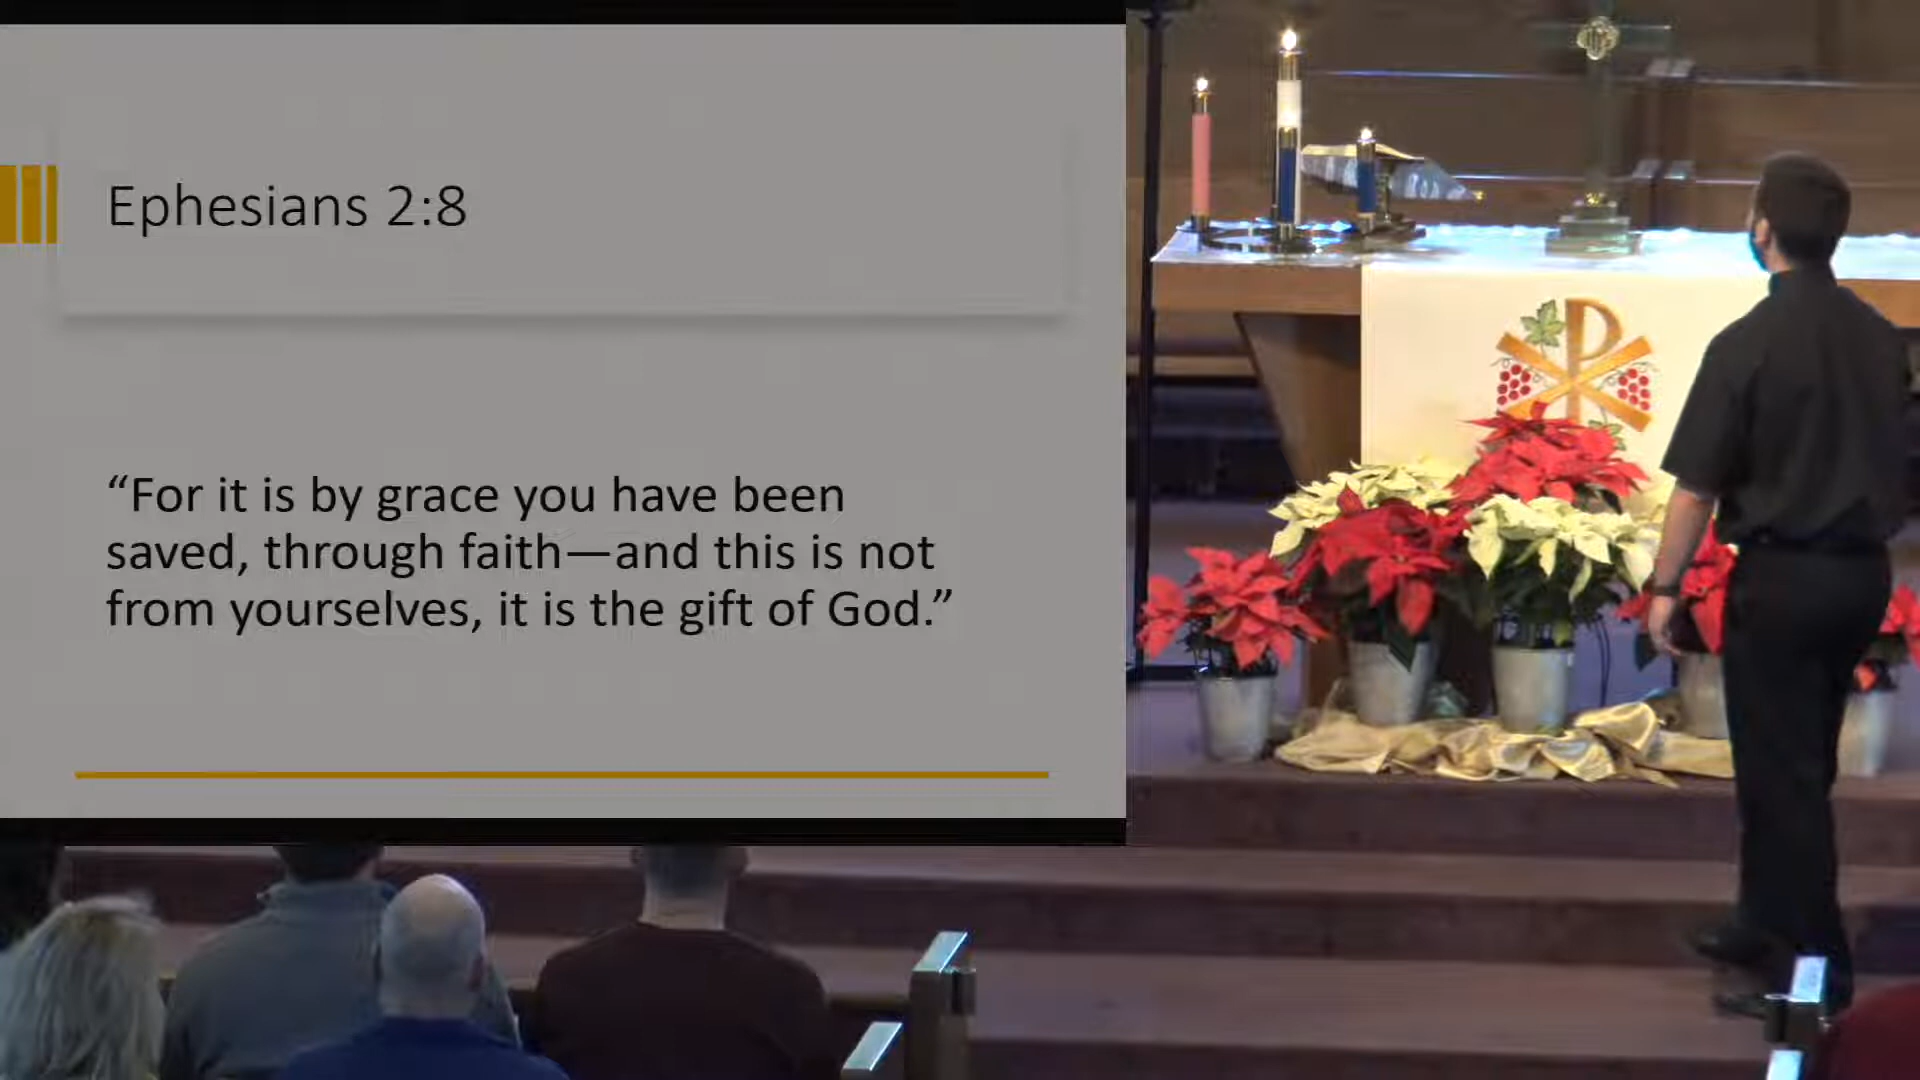 Ephesians 2:8
“For it is by grace you have been
saved, through faith—and this is not
from yourselves, it is the gift of God.”